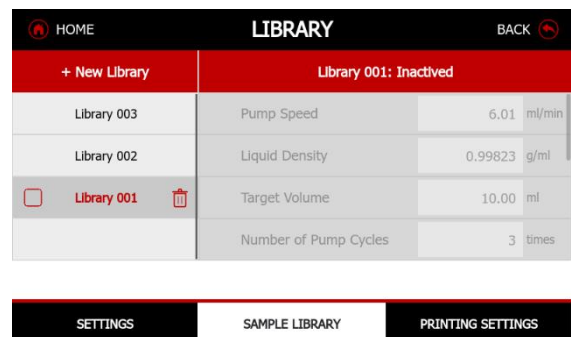 HOME
LIBRARY
BACK
+ New Library
Library 001: Inactived
Library 003
Pump Speed
6.01 ml/min
Library 002
Liquid Density
0.99823 g/ml
Library 001
Target Volume
10.00 ml
Number of Pump Cycles
3 times
SETTINGS
SAMPLE LIBRARY
PRINTING SETTINGS